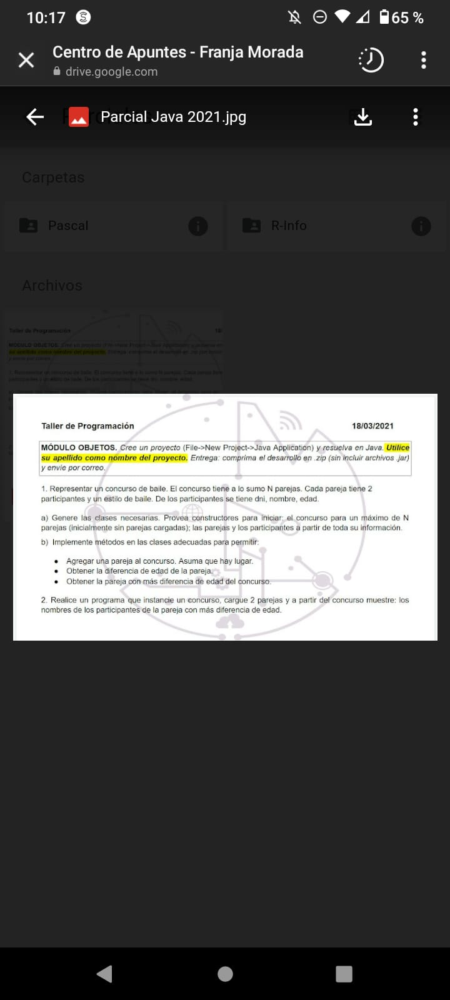 10:17
65 %
Centro de Apuntes - Franja Morada
drive.google.com
Parcial Java 2021.jpg
Carpetas
Pascal
R-Info
Archivos
Taller de Programación 18
Taller de Programación 18/03/2021
MÓDULO OBJETOS. Cree un proyecto (File->New Project->Java Application) y resuelva en Java. Utilice
su apellido como nombre del proyecto. Entrega: comprima el desarrollo en .zip (sin incluir archivos .jar)
y envíe por correo.
1. Representar un concurso de baile. El concurso tiene a lo sumo N parejas. Cada pareja tiene 2
participantes y un estilo de baile. De los participantes se tiene dni, nombre, edad.
a) Genere las clases necesarias. Provea constructores para iniciar: el concurso para un máximo de N
parejas (inicialmente sin parejas cargadas); las parejas y los participantes a partir de toda su información.
b) Implemente métodos en las clases adecuadas para permitir:
• Agregar una pareja al concurso. Asuma que hay lugar.
• Obtener la diferencia de edad de la pareja.
• Obtener la pareja con más diferencia de edad del concurso.
2. Realice un programa que instancie un concurso, cargue 2 parejas y a partir del concurso muestre: los
nombres de los participantes de la pareja con más diferencia de edad.